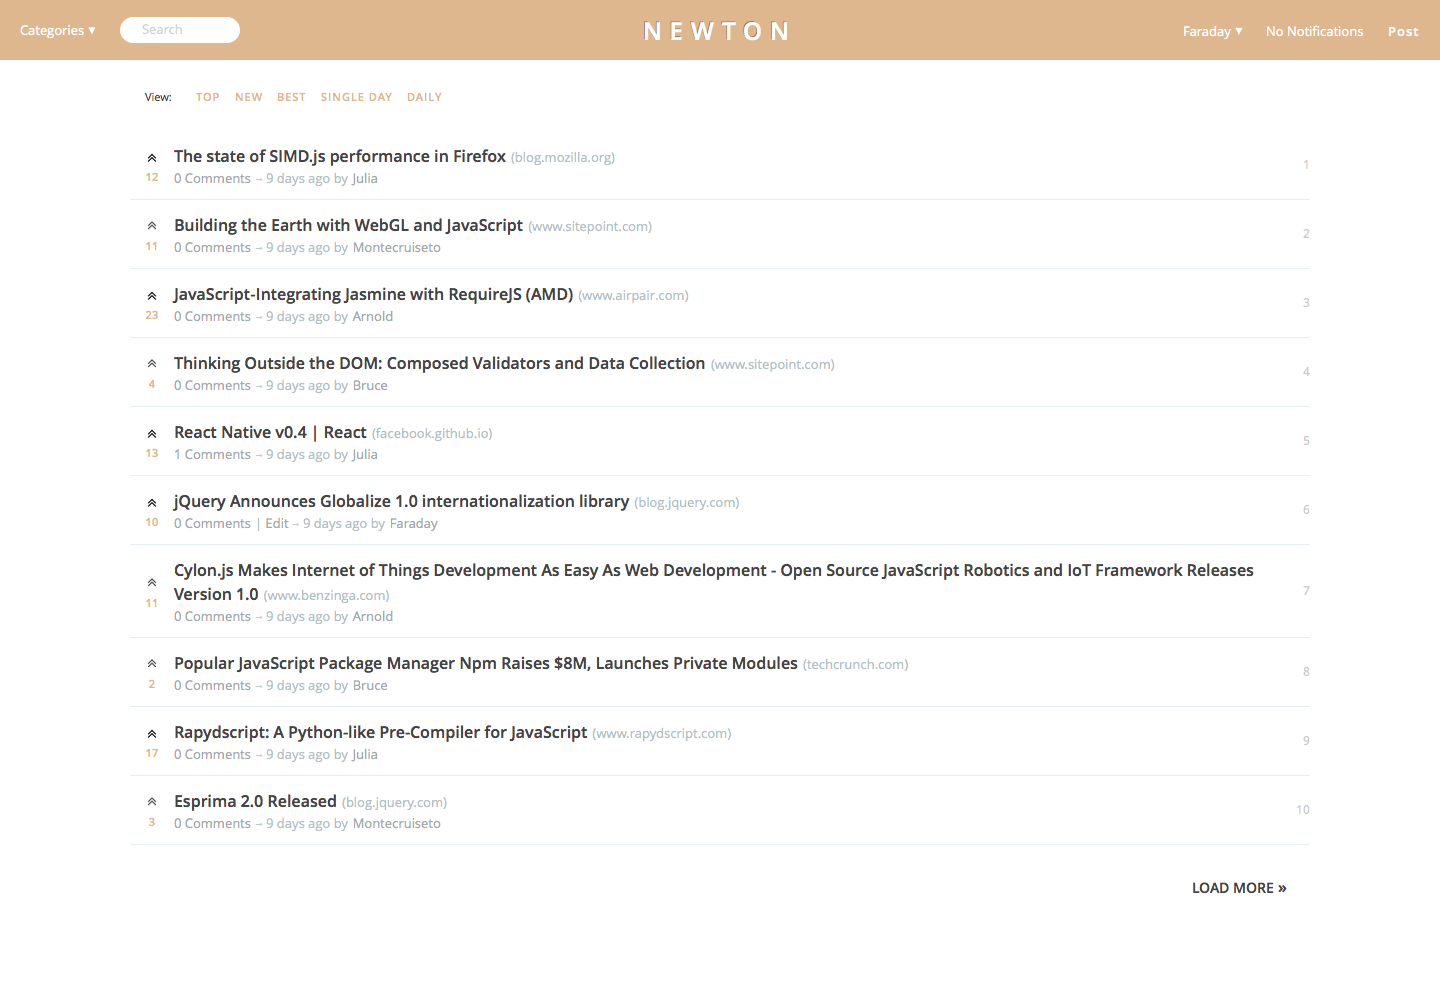 Categories ▾ Search NEWTON Faraday ▾ No Notifications Post
View: TOP NEW BEST SINGLE DAY DAILY
The state of SIMD.js performance in Firefox (blog.mozilla.org)
12 0 Comments — 9 days ago by Julia
1
Building the Earth with WebGL and JavaScript (www.sitepoint.com)
11 0 Comments — 9 days ago by Montecruiseto
2
JavaScript-Integrating Jasmine with RequireJS (AMD) (www.airpair.com)
23 0 Comments — 9 days ago by Arnold
3
Thinking Outside the DOM: Composed Validators and Data Collection (www.sitepoint.com)
4 0 Comments — 9 days ago by Bruce
4
React Native v0.4 | React (facebook.github.io)
13 1 Comments — 9 days ago by Julia
5
jQuery Announces Globalize 1.0 internationalization library (blog.jquery.com)
10 0 Comments | Edit — 9 days ago by Faraday
6
Cylon.js Makes Internet of Things Development As Easy As Web Development - Open Source JavaScript Robotics and IoT Framework Releases
Version 1.0 (www.benzinga.com)
11 0 Comments — 9 days ago by Arnold
7
Popular JavaScript Package Manager Npm Raises $8M, Launches Private Modules (techcrunch.com)
2 0 Comments — 9 days ago by Bruce
8
Rapydscript: A Python-like Pre-Compiler for JavaScript (www.rapydscript.com)
17 0 Comments — 9 days ago by Julia
9
Esprima 2.0 Released (blog.jquery.com)
3 0 Comments — 9 days ago by Montecruiseto
10
LOAD MORE »